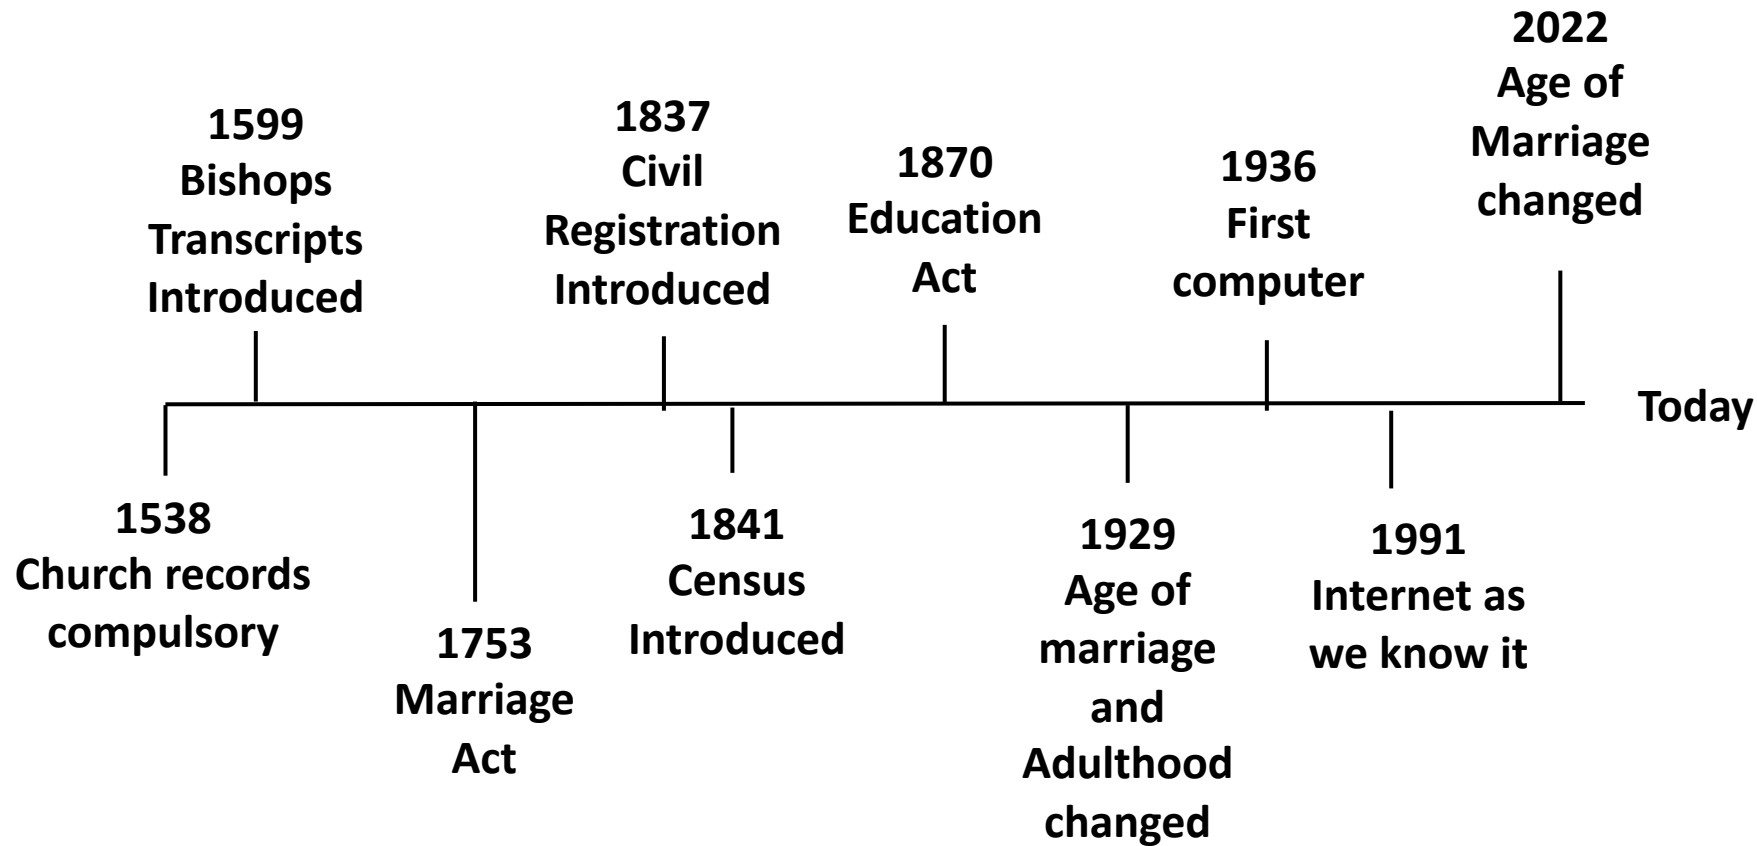 1538
Church records
compulsory
1599
Bishops
Transcripts
Introduced
1753
Marriage
Act
1837
Civil
Registration
Introduced
1841
Census
Introduced
1870
Education
Act
1929
Age of
marriage
and
Adulthood
changed
1936
First
computer
1991
Internet as
we know it
2022
Age of
Marriage
changed
Today